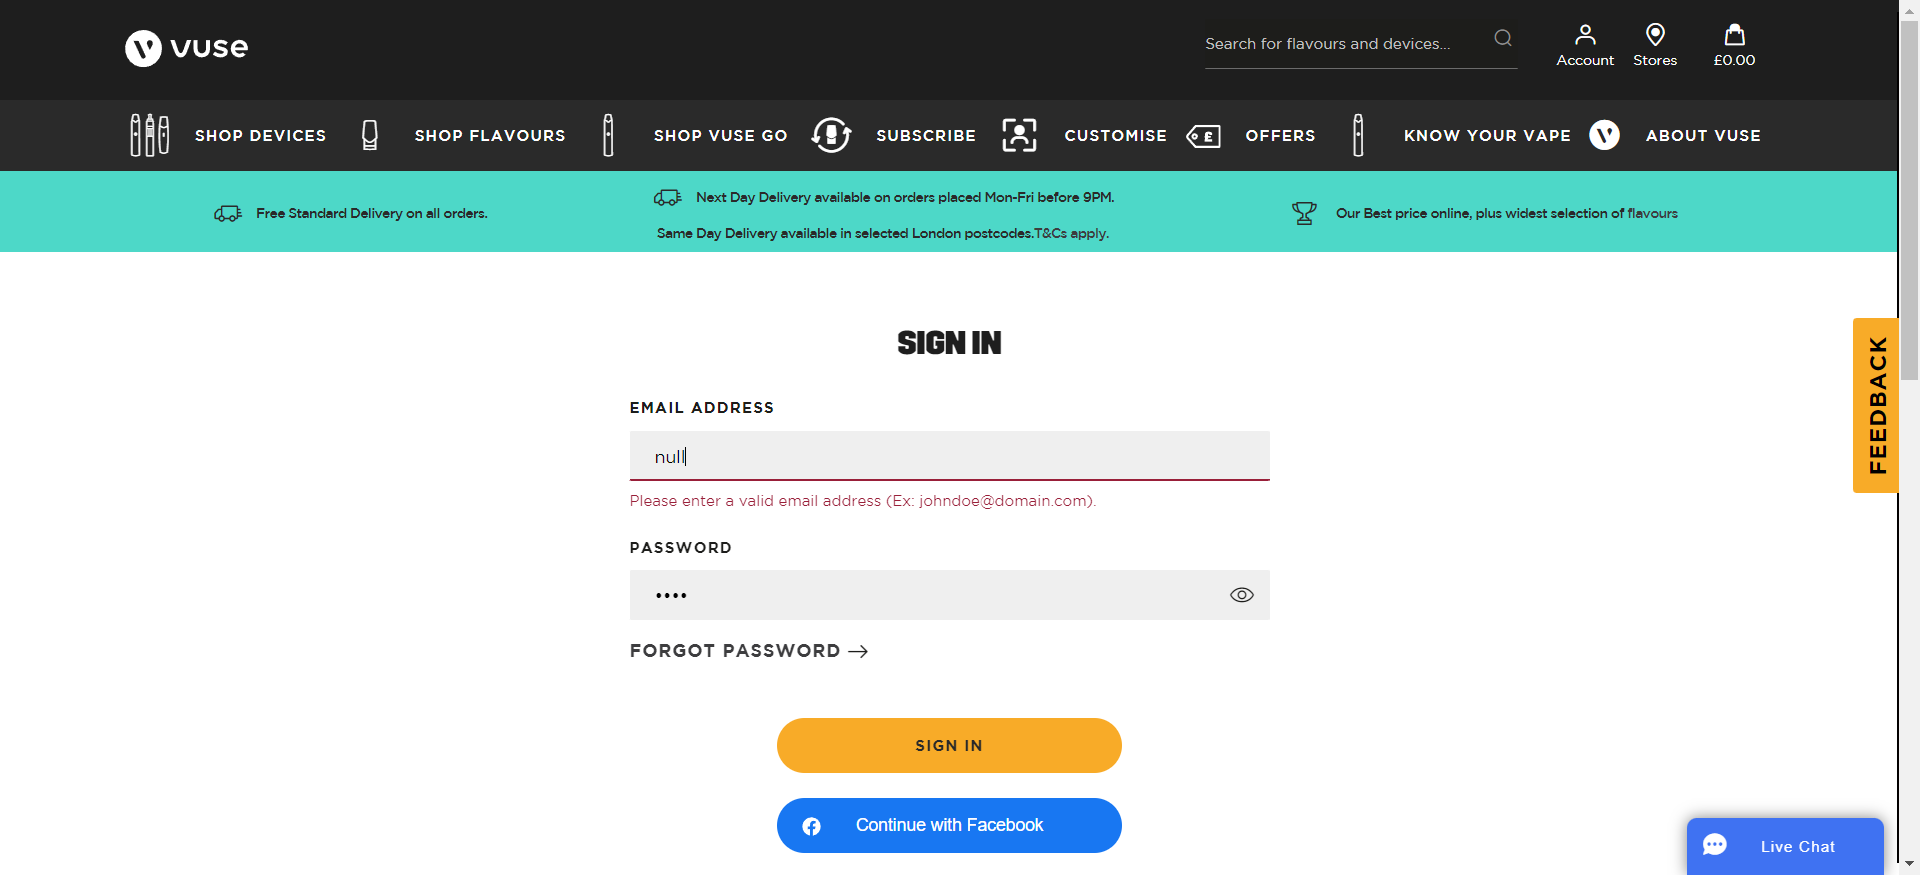 vuse
Search for flavours and devices...
Account
Stores
£0.00
SHOP DEVICES
SHOP FLAVOURS
SHOP VUSE GO
SUBSCRIBE
CUSTOMISE
£
OFFERS
KNOW YOUR VAPE
ABOUT VUSE
Free Standard Delivery on all orders.
Next Day Delivery available on orders placed Mon-Fri before 9PM.
Same Day Delivery available in selected London postcodes.T&Cs apply.
Our Best price online, plus widest selection of flavours
SIGN IN
EMAIL ADDRESS
null
Please enter a valid email address (Ex: johndoe@domain.com).
PASSWORD
••••
FORGOT PASSWORD
SIGN IN
Continue with Facebook
FEEDBACK
Live Chat